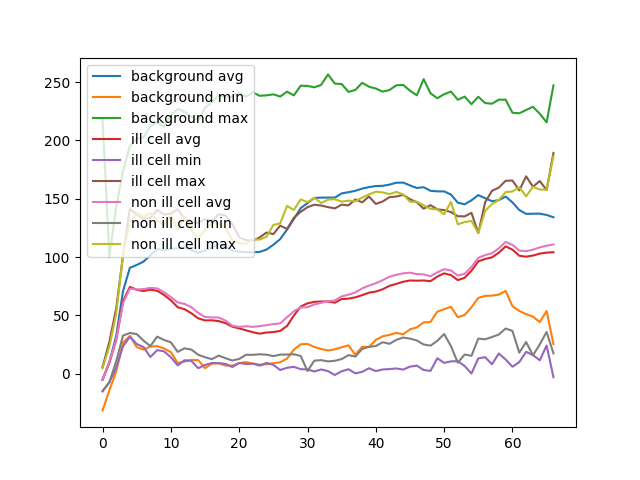 250
200
150
100
50
0
0
10
20
30
40
50
60
background avg
background min
background max
ill cell avg
ill cell min
ill cell max
non ill cell avg
non ill cell min
non ill cell max